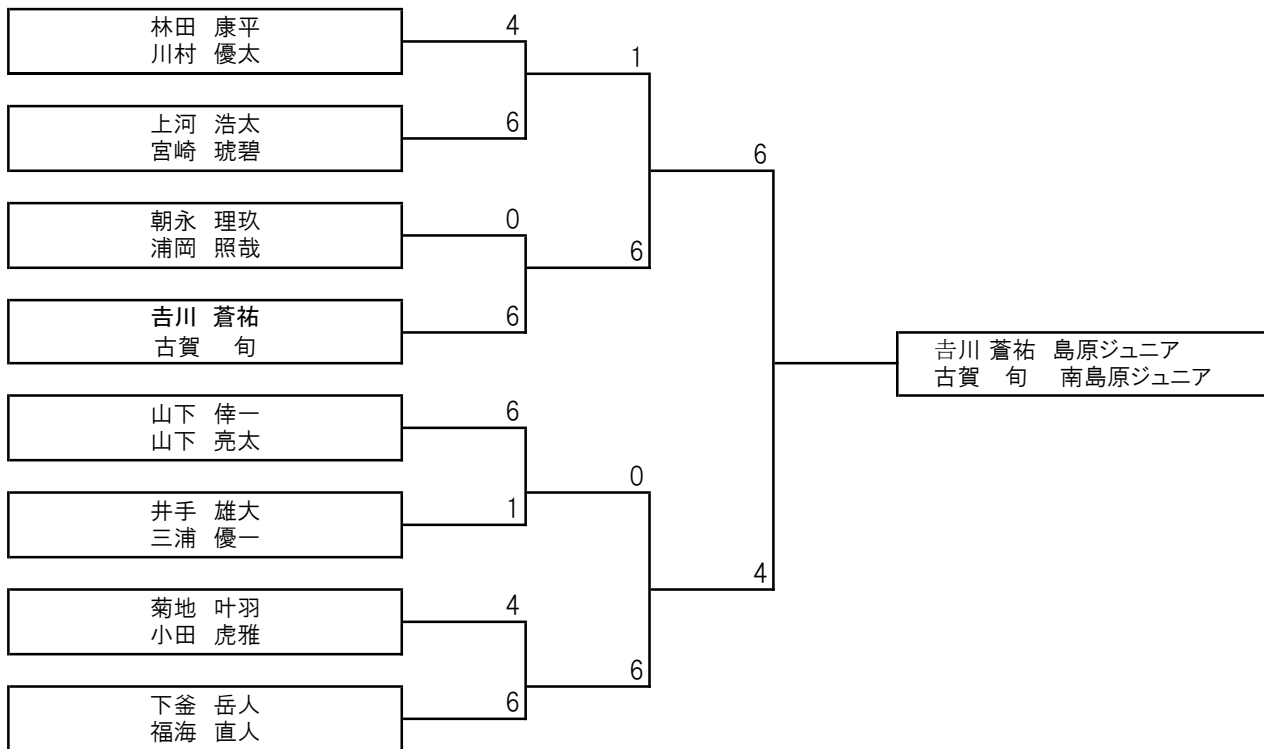 林田 康平
川村 優太
4
1
上河 浩太
宮崎 琥碧
6
6
朝永 理玖
浦岡 照哉
0
6
𠮷川 蒼祐
古賀 旬
6
𠮷川 蒼祐 島原ジュニア
古賀 旬 南島原ジュニア
山下 倖一
山下 亮太
6
0
井手 雄大
三浦 優一
1
4
菊地 叶羽
小田 虎雅
4
6
下釜 岳人
福海 直人
6